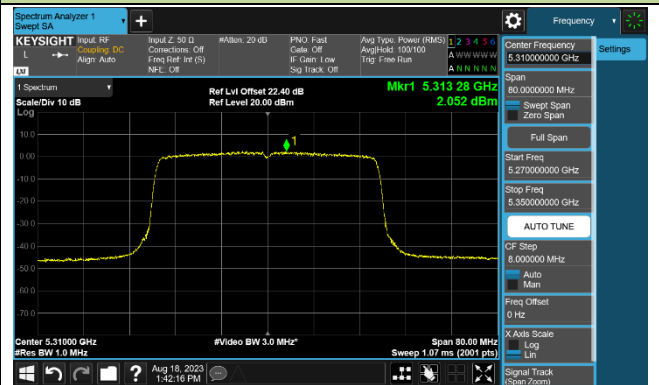 Spectrum Analyzer 1
Swept SA
Frequency
KEYSIGHT
Input: RF
Coupling: DC
Align: Auto
Input Z: 50 Ω
Corrections: Off
Freq Ref: Int (S)
NFE: Off
#Atten: 20 dB
PNO: Fast
Gate: Off
IF Gain: Low
Sig Track: Off
Avg Type: Power (RMS)
Avg|Hold: 100/100
Trig: Free Run
1 2 3 4 5 6
A W W W W W
A N N N N N
L
LXI
1 Spectrum
Scale/Div 10 dB
Log
Ref Lvl Offset 22.40 dB
Ref Level 20.00 dBm
Mkr1 5.313 28 GHz
2.052 dBm
10.0
0.00
-10.0
-20.0
-30.0
-40.0
-50.0
-60.0
-70.0
1
Center 5.31000 GHz
#Res BW 1.0 MHz
#Video BW 3.0 MHz*
Span 80.00 MHz
Sweep 1.07 ms (2001 pts)
Aug 18, 2023
1:42:16 PM
Center Frequency
5.310000000 GHz
Settings
Span
80.0000000 MHz
Swept Span
Zero Span
Full Span
Start Freq
5.270000000 GHz
Stop Freq
5.350000000 GHz
AUTO TUNE
CF Step
8.000000 MHz
Auto
Man
Freq Offset
0 Hz
X Axis Scale
Log
Lin
Signal Track
(Span Zoom)